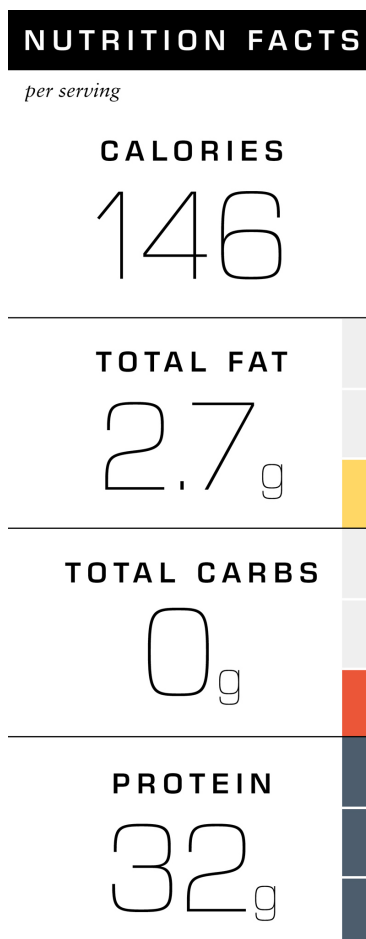 NUTRITION FACTS
per serving
CALORIES
146
TOTAL FAT
2.7g
TOTAL CARBS
0g
PROTEIN
32g